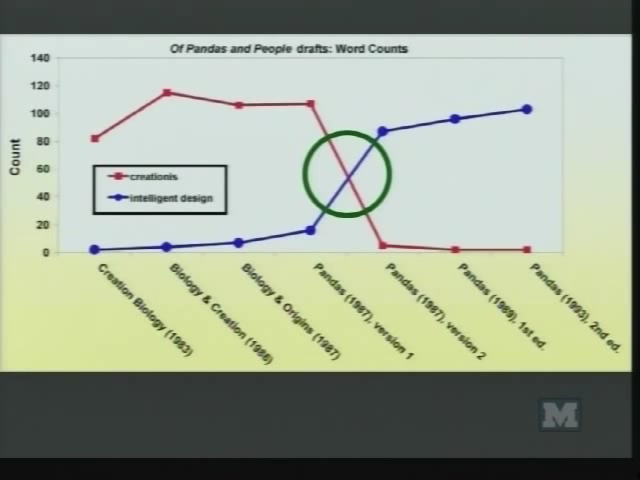 Of Pandas and People drafts: Word Counts
140
120
100
80
60
40
20
0
Count
creationis
intelligent design
Creation Biology (1983)
Biology & Creation (1986)
Biology & Origins (1987)
Pandas (1987), version 1
Pandas (1987), version 2
Pandas (1989), 1st ed.
Pandas (1993), 2nd ed.
M